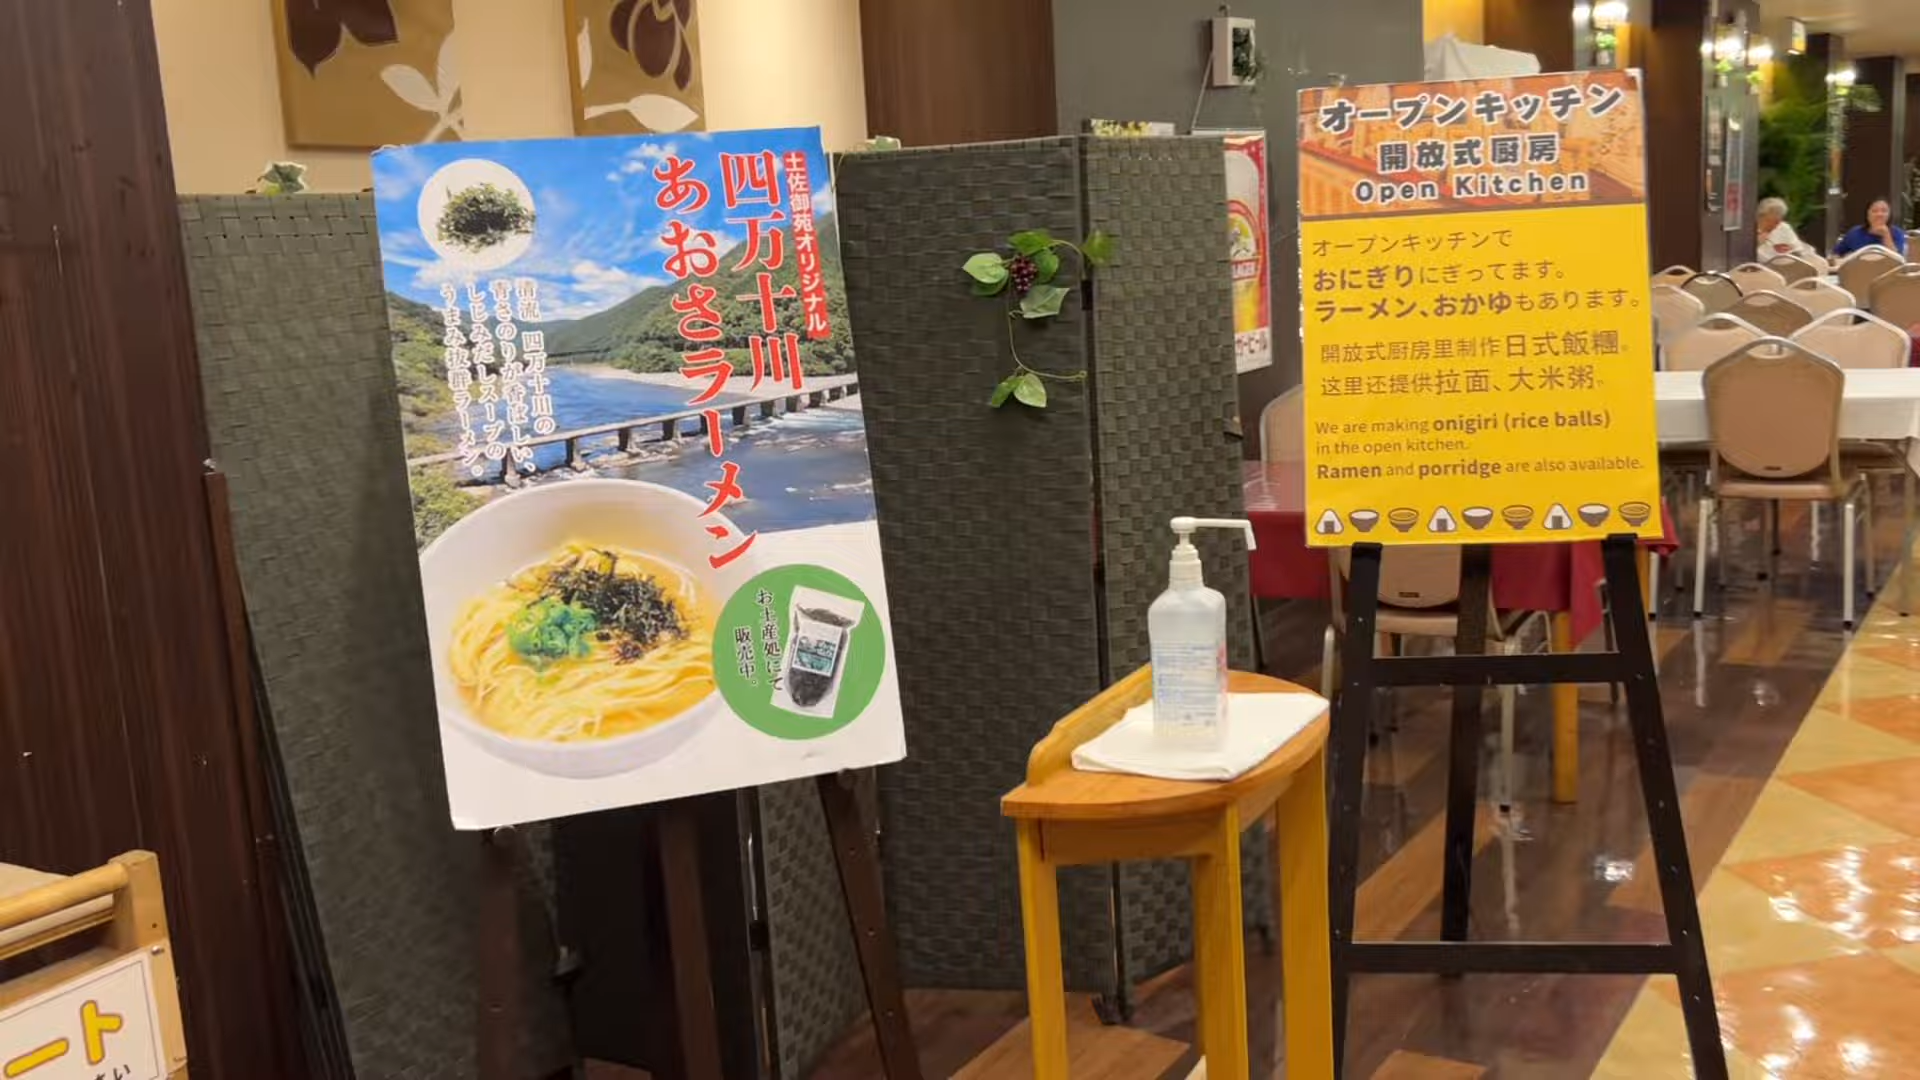 土佐御苑オリジナル
四万十川
あおさラーメン
清流 四万十川の
青さのりが香ばしい、
しじみだしスープの
うまみ抜群ラーメン。
お土産処にて
販売中。
オープンキッチン
開放式厨房
Open Kitchen
オープンキッチンで
おにぎりにぎってます。
ラーメン、おかゆもあります。
開放式厨房里制作日式飯糰。
这里还提供拉面、大米粥。
We are making onigiri (rice balls)
in the open kitchen.
Ramen and porridge are also available.
LAGER
ート
さい